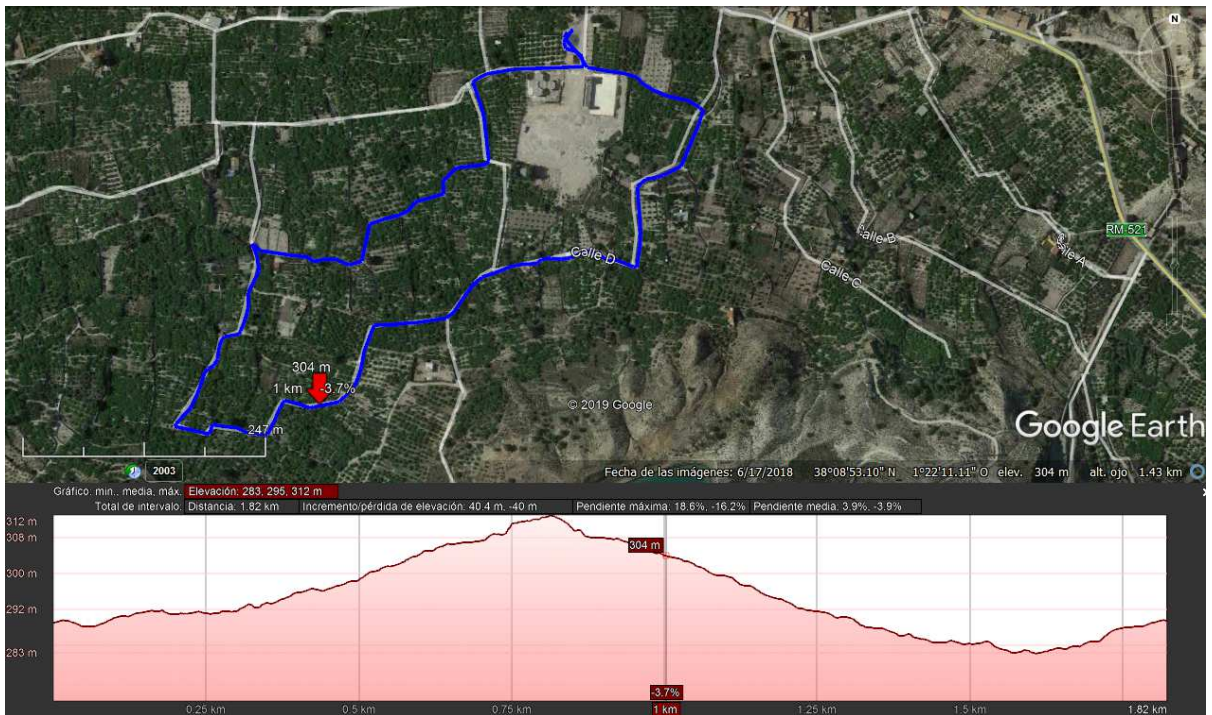 N
RM-521
Calle B
Calle A
Calle D
Calle C
304 m
1 km -3.7%
247 m
© 2019 Google
Google Earth
2003
Fecha de las imágenes: 6/17/2018 38°08'53.10" N 1°22'11.11" O elev. 304 m alt. ojo 1.43 km
Gráfico: mín., media, máx. Elevación: 283, 295, 312 m
Total de intervalo: Distancia: 1.82 km Incremento/pérdida de elevación: 40.4 m, -40 m Pendiente máxima: 18.6%, -16.2% Pendiente media: 3.9%, -3.9%
312 m
308 m
304 m
300 m
292 m
283 m
-3.7%
0.25 km 0.5 km 0.75 km 1 km 1.25 km 1.5 km 1.82 km